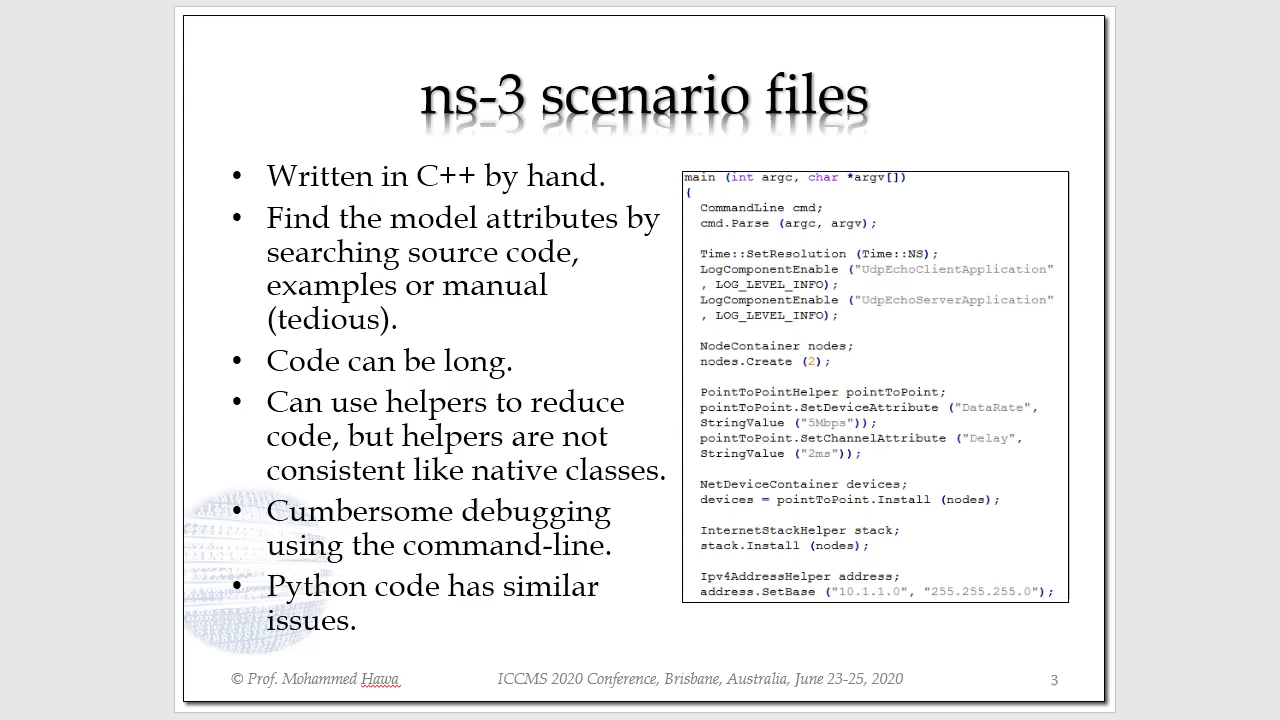 ns-3 scenario files
• Written in C++ by hand.
• Find the model attributes by
searching source code,
examples or manual
(tedious).
• Code can be long.
• Can use helpers to reduce
code, but helpers are not
consistent like native classes.
• Cumbersome debugging
using the command-line.
• Python code has similar
issues.
main (int argc, char *argv[])
{
CommandLine cmd;
cmd.Parse (argc, argv);
Time::SetResolution (Time::NS);
LogComponentEnable ("UdpEchoClientApplication"
, LOG_LEVEL_INFO);
LogComponentEnable ("UdpEchoServerApplication"
, LOG_LEVEL_INFO);
NodeContainer nodes;
nodes.Create (2);
PointToPointHelper pointToPoint;
pointToPoint.SetDeviceAttribute ("DataRate",
StringValue ("5Mbps"));
pointToPoint.SetChannelAttribute ("Delay",
StringValue ("2ms"));
NetDeviceContainer devices;
devices = pointToPoint.Install (nodes);
InternetStackHelper stack;
stack.Install (nodes);
Ipv4AddressHelper address;
address.SetBase ("10.1.1.0", "255.255.255.0");
© Prof. Mohammed Hawa
ICCMS 2020 Conference, Brisbane, Australia, June 23-25, 2020
3